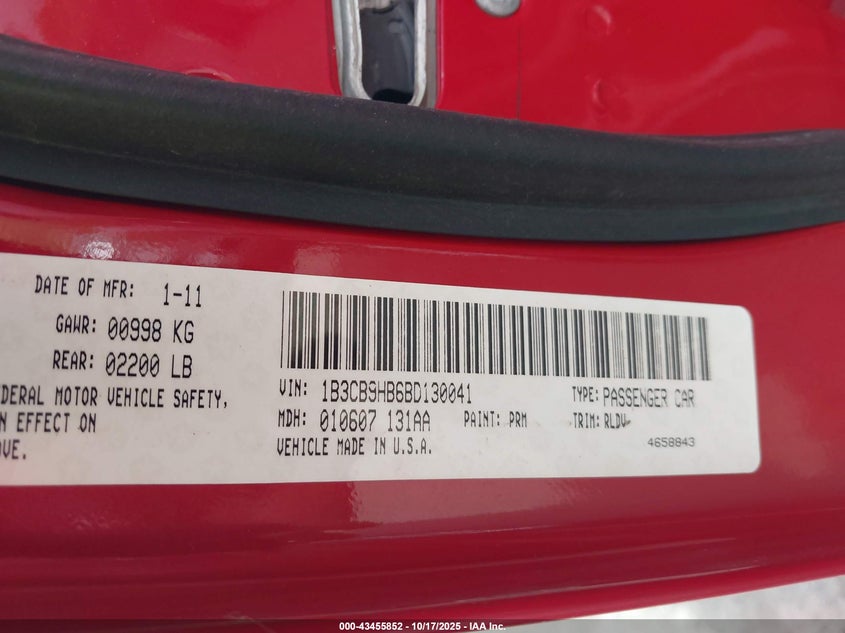 DATE OF MFR: 1-11
GAWR: 00998 KG
REAR: 02200 LB
DERAL MOTOR VEHICLE SAFETY,
N EFFECT ON
OVE.
VIN: 1B3CB9HB6BD130041
TYPE: PASSENGER CAR
MDH: 010607 131AA
PAINT: PRM
TRIM: RLDV
VEHICLE MADE IN U.S.A.
4658843
000-43455852 | 10/17/2025 - IAA Inc.